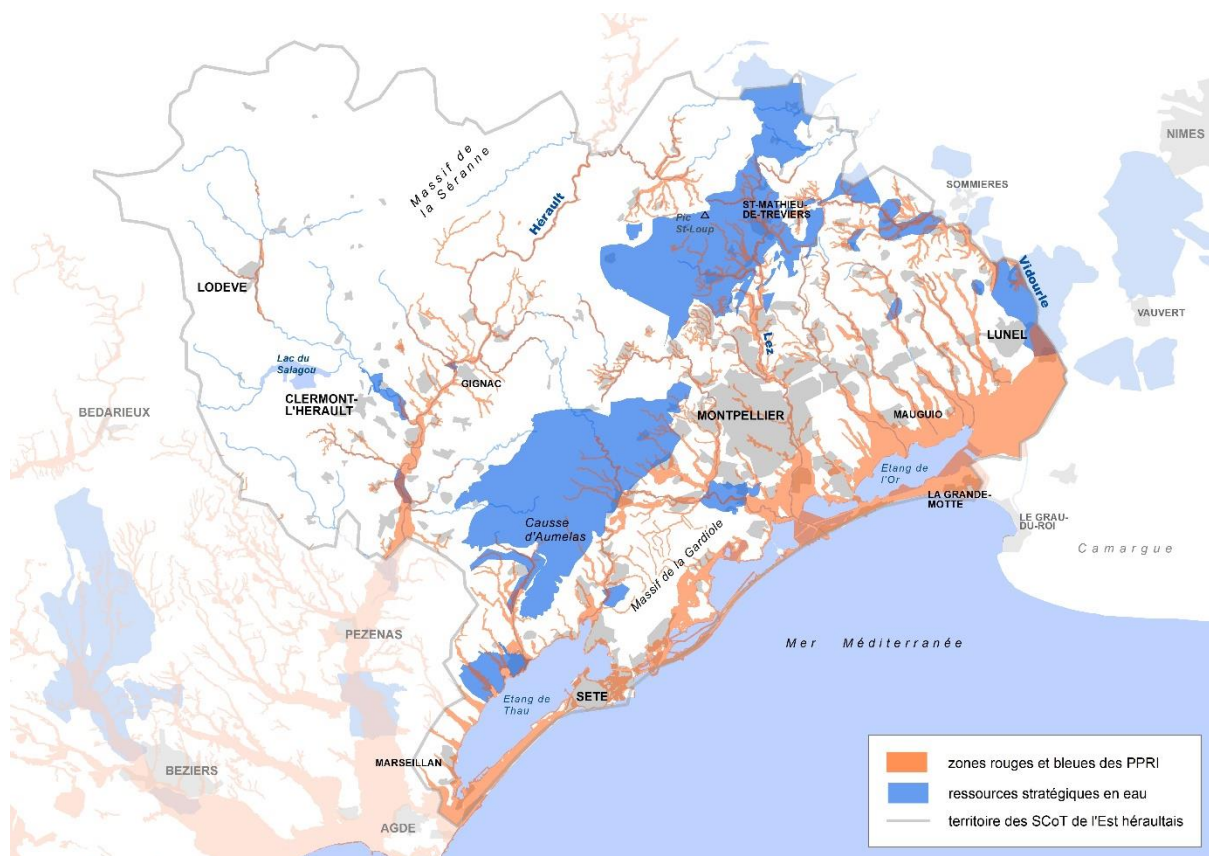 NIMES
SOMMIERES
Massif de
la Séranne
Hérault
Pic
St-Loup
ST-MATHIEU-
DE-TREVIERS
Vidourle
LODEVE
VAUVERT
Lez
LUNEL
Lac du
Salagou
GIGNAC
CLERMONT-
L'HERAULT
BEDARIEUX
MONTPELLIER
MAUGUIO
Etang de
l'Or
LA GRANDE-
MOTTE
LE GRAU-
DU-ROI
Camargue
Causse
d'Aumelas
Massif de la Gardiole
PEZENAS
Mer Méditerranée
Etang de
Thau
SETE
MARSEILLAN
BEZIERS
AGDE
zones rouges et bleues des PPRI
ressources stratégiques en eau
territoire des SCoT de l'Est héraultais